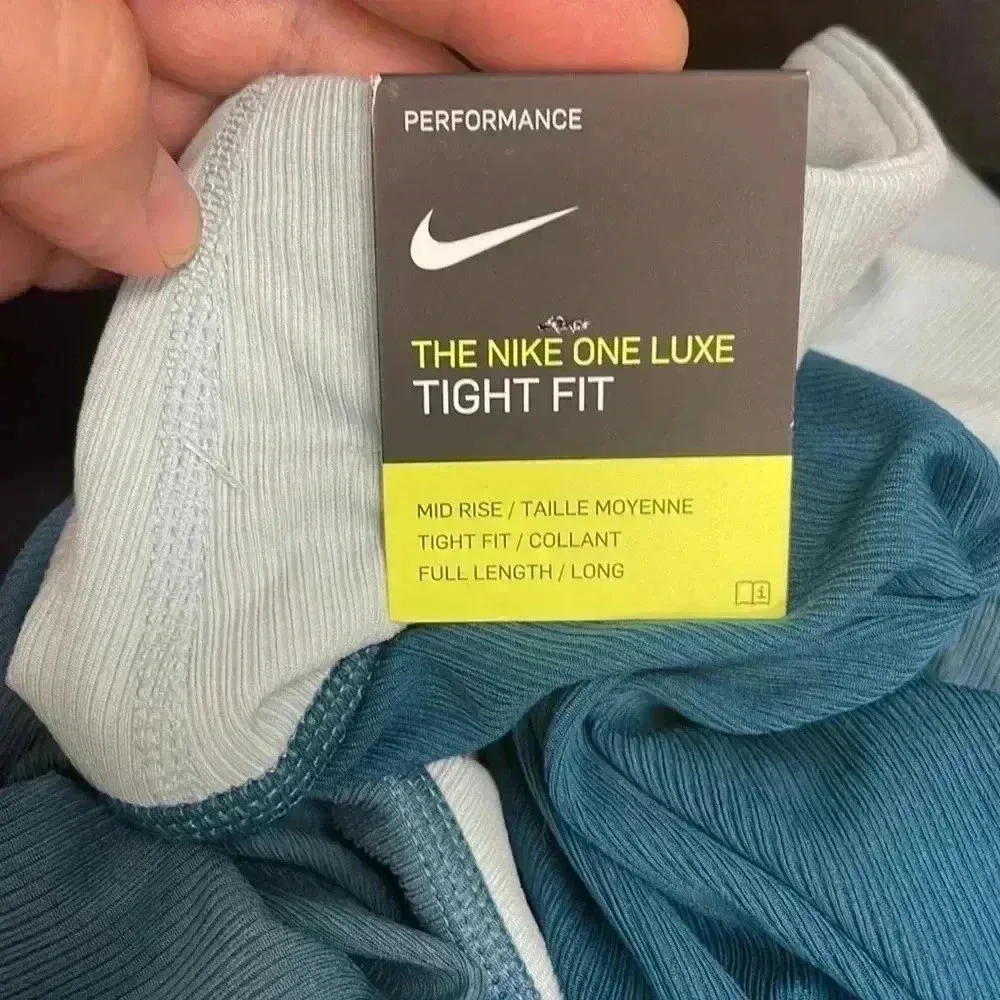 PERFORMANCE
THE NIKE ONE LUXE
TIGHT FIT
MID RISE / TAILLE MOYENNE
TIGHT FIT / COLLANT
FULL LENGTH / LONG
i